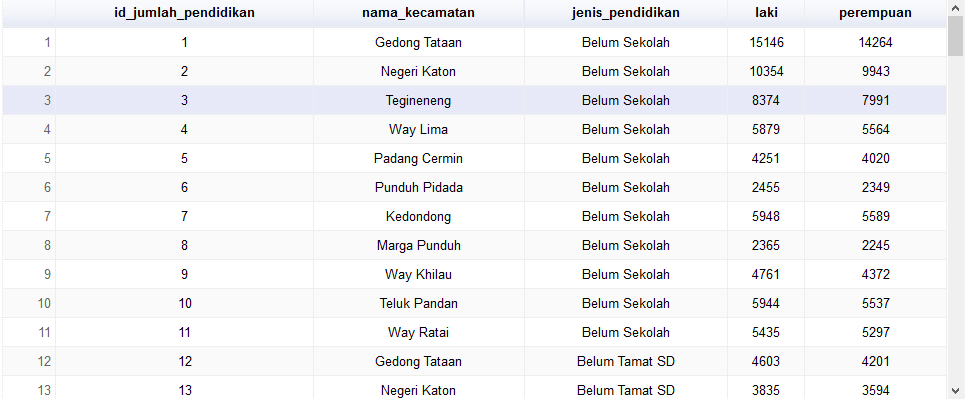 id_jumlah_pendidikan nama_kecamatan jenis_pendidikan laki perempuan
1 1 Gedong Tataan Belum Sekolah 15146 14264
2 2 Negeri Katon Belum Sekolah 10354 9943
3 3 Tegineneng Belum Sekolah 8374 7991
4 4 Way Lima Belum Sekolah 5879 5564
5 5 Padang Cermin Belum Sekolah 4251 4020
6 6 Punduh Pidada Belum Sekolah 2455 2349
7 7 Kedondong Belum Sekolah 5948 5589
8 8 Marga Punduh Belum Sekolah 2365 2245
9 9 Way Khilau Belum Sekolah 4761 4372
10 10 Teluk Pandan Belum Sekolah 5944 5537
11 11 Way Ratai Belum Sekolah 5435 5297
12 12 Gedong Tataan Belum Tamat SD 4603 4201
13 13 Negeri Katon Belum Tamat SD 3835 3594